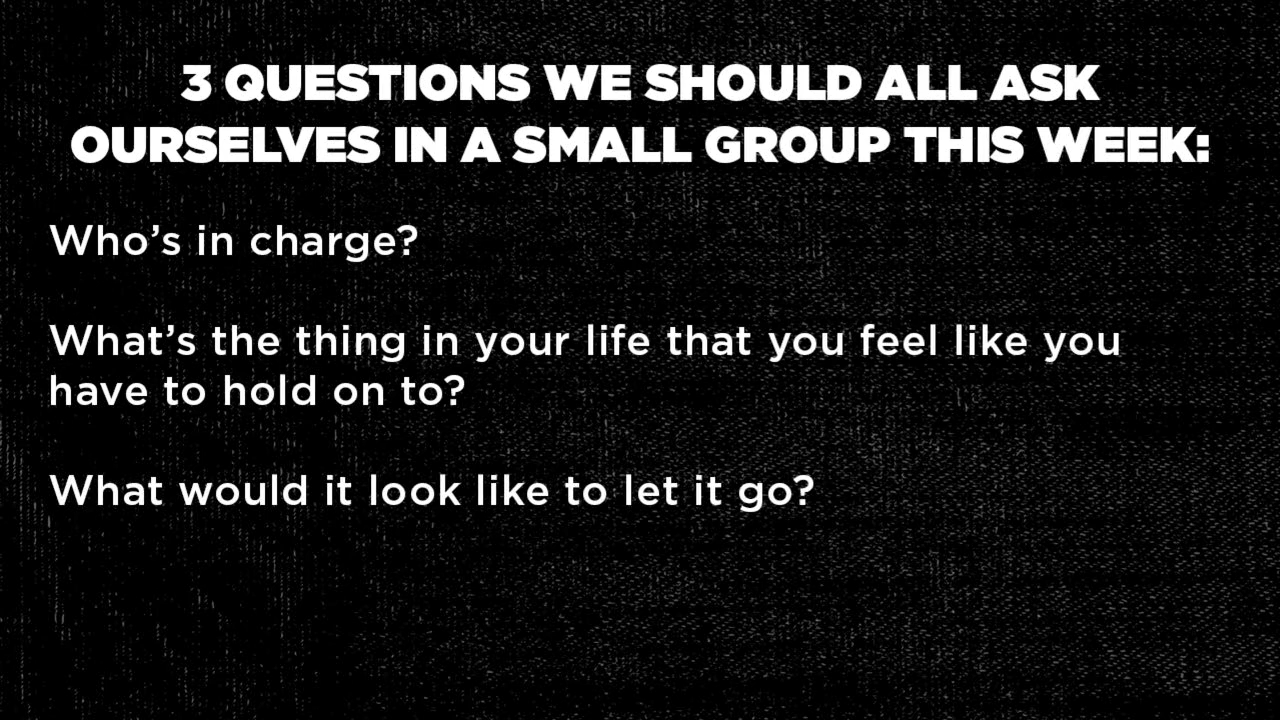 3 QUESTIONS WE SHOULD ALL ASK
OURSELVES IN A SMALL GROUP THIS WEEK:
Who’s in charge?
What’s the thing in your life that you feel like you
have to hold on to?
What would it look like to let it go?